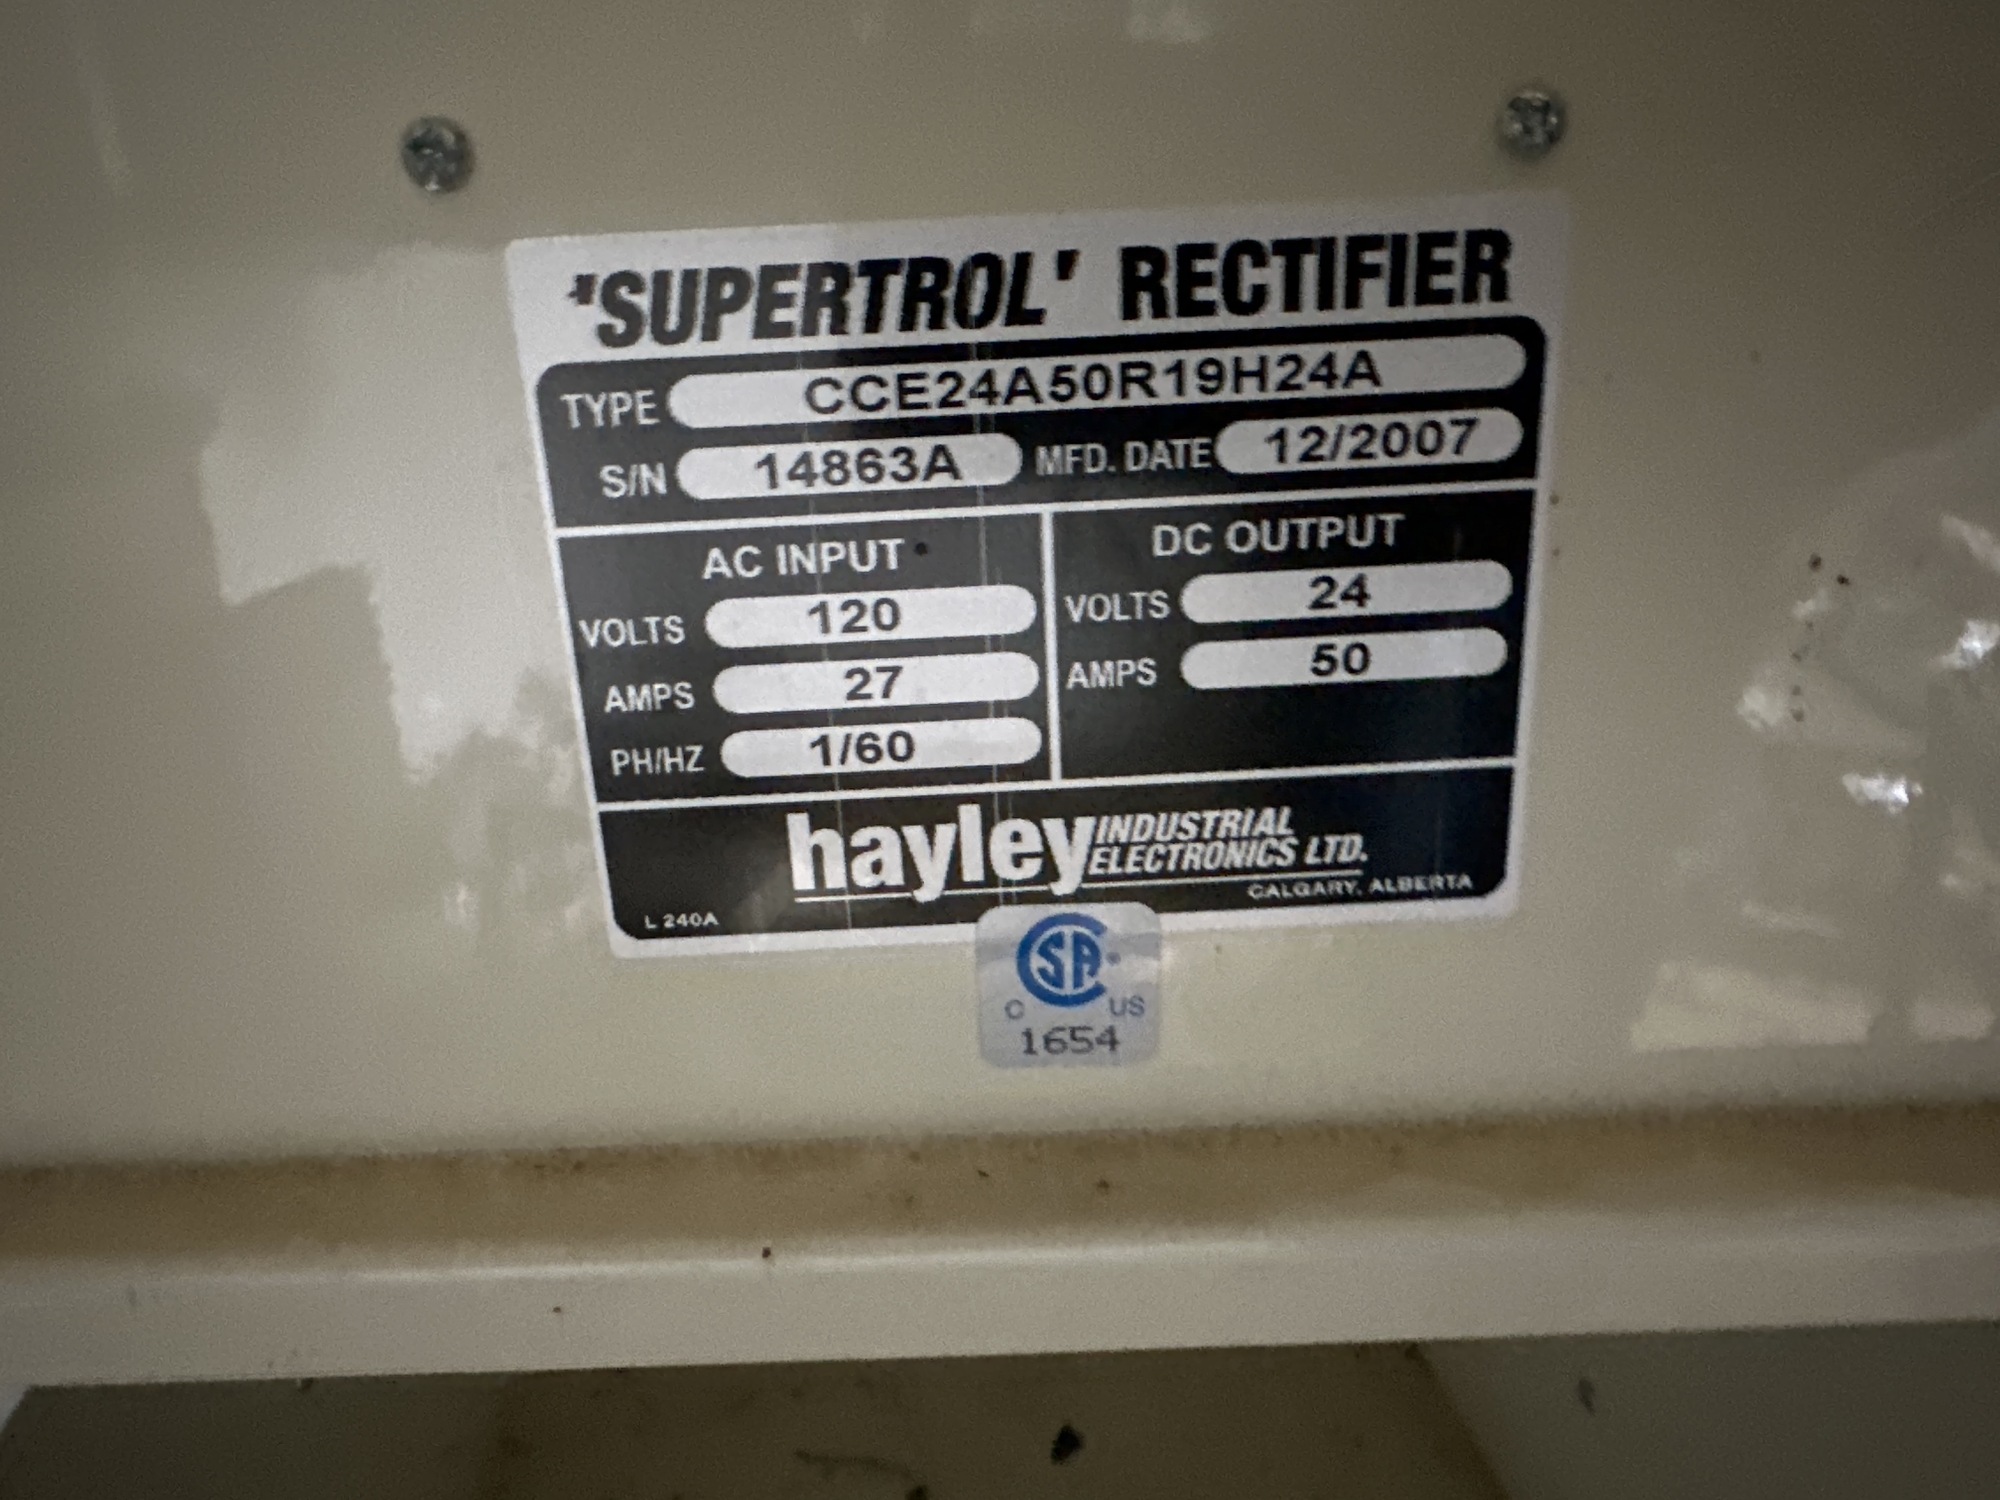 'SUPERTROL' RECTIFIER
TYPE CCE24A50R19H24A
S/N 14863A MFD. DATE 12/2007
AC INPUT
VOLTS 120
AMPS 27
PH/HZ 1/60
DC OUTPUT
VOLTS 24
AMPS 50
hayley INDUSTRIAL
ELECTRONICS LTD.
CALGARY, ALBERTA
L 240A
CSA
C US
1654